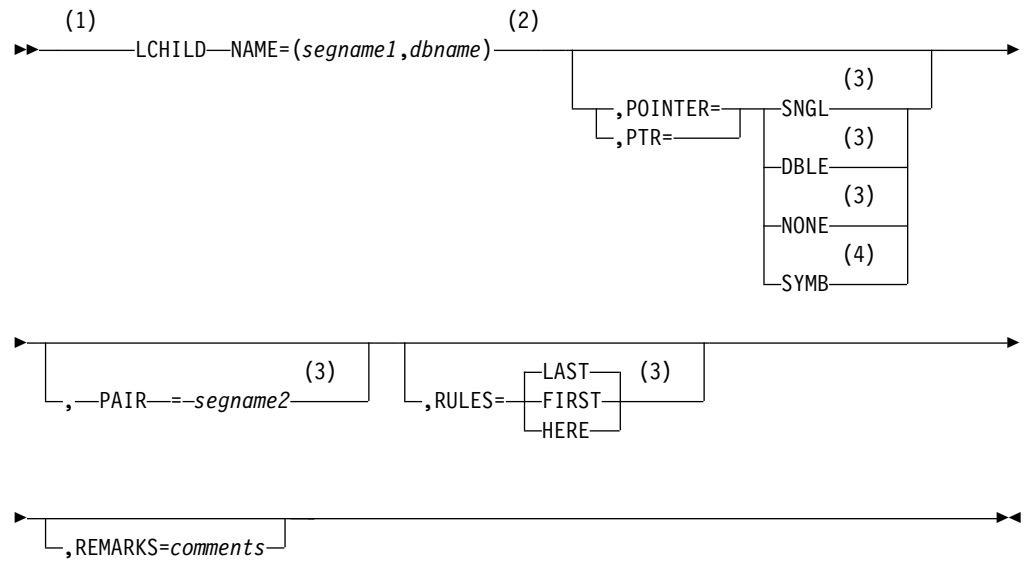 (1) (2)
LCHILD NAME=(segname1,dbname)
(3)
,POINTER= SNGL
,PTR= (3)
DBLE
(3)
NONE
(4)
SYMB
(3) LAST (3)
, PAIR = segname2 ,RULES= FIRST
HERE
,REMARKS=comments